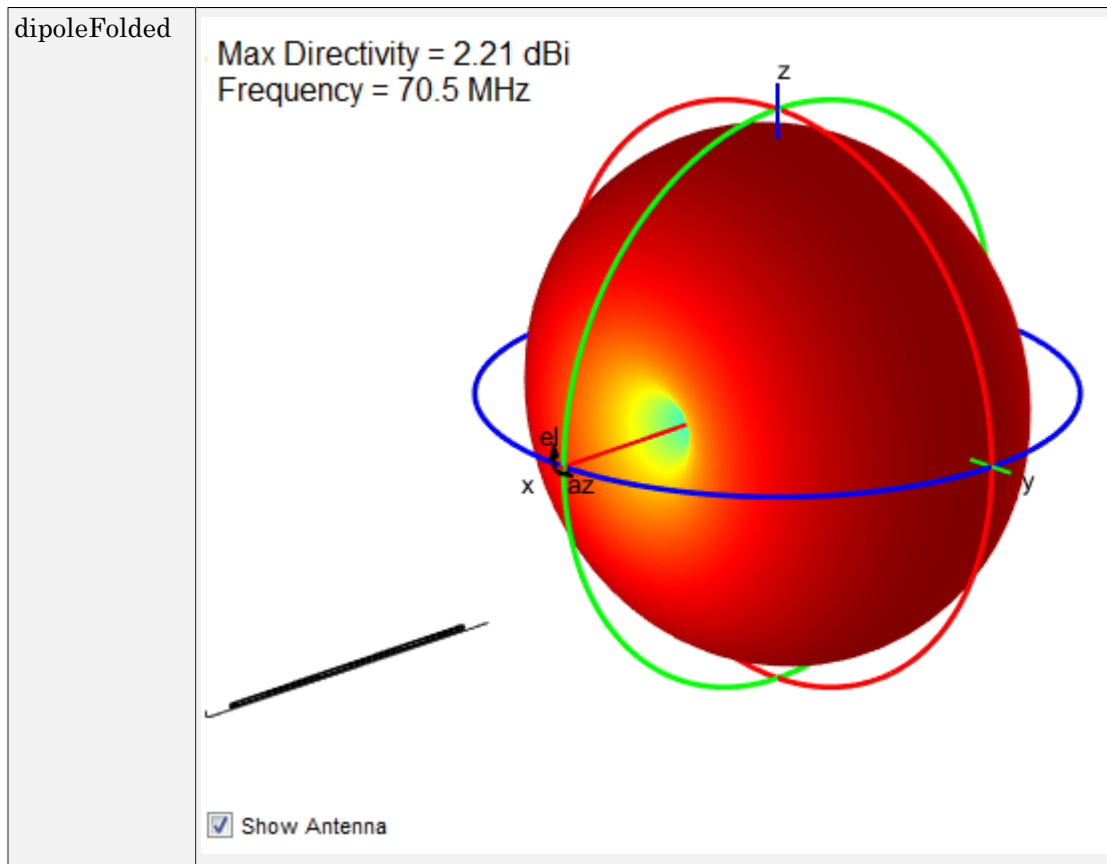 dipoleFolded
Max Directivity = 2.21 dBi
Frequency = 70.5 MHz
z
el
x
az
y
Show Antenna